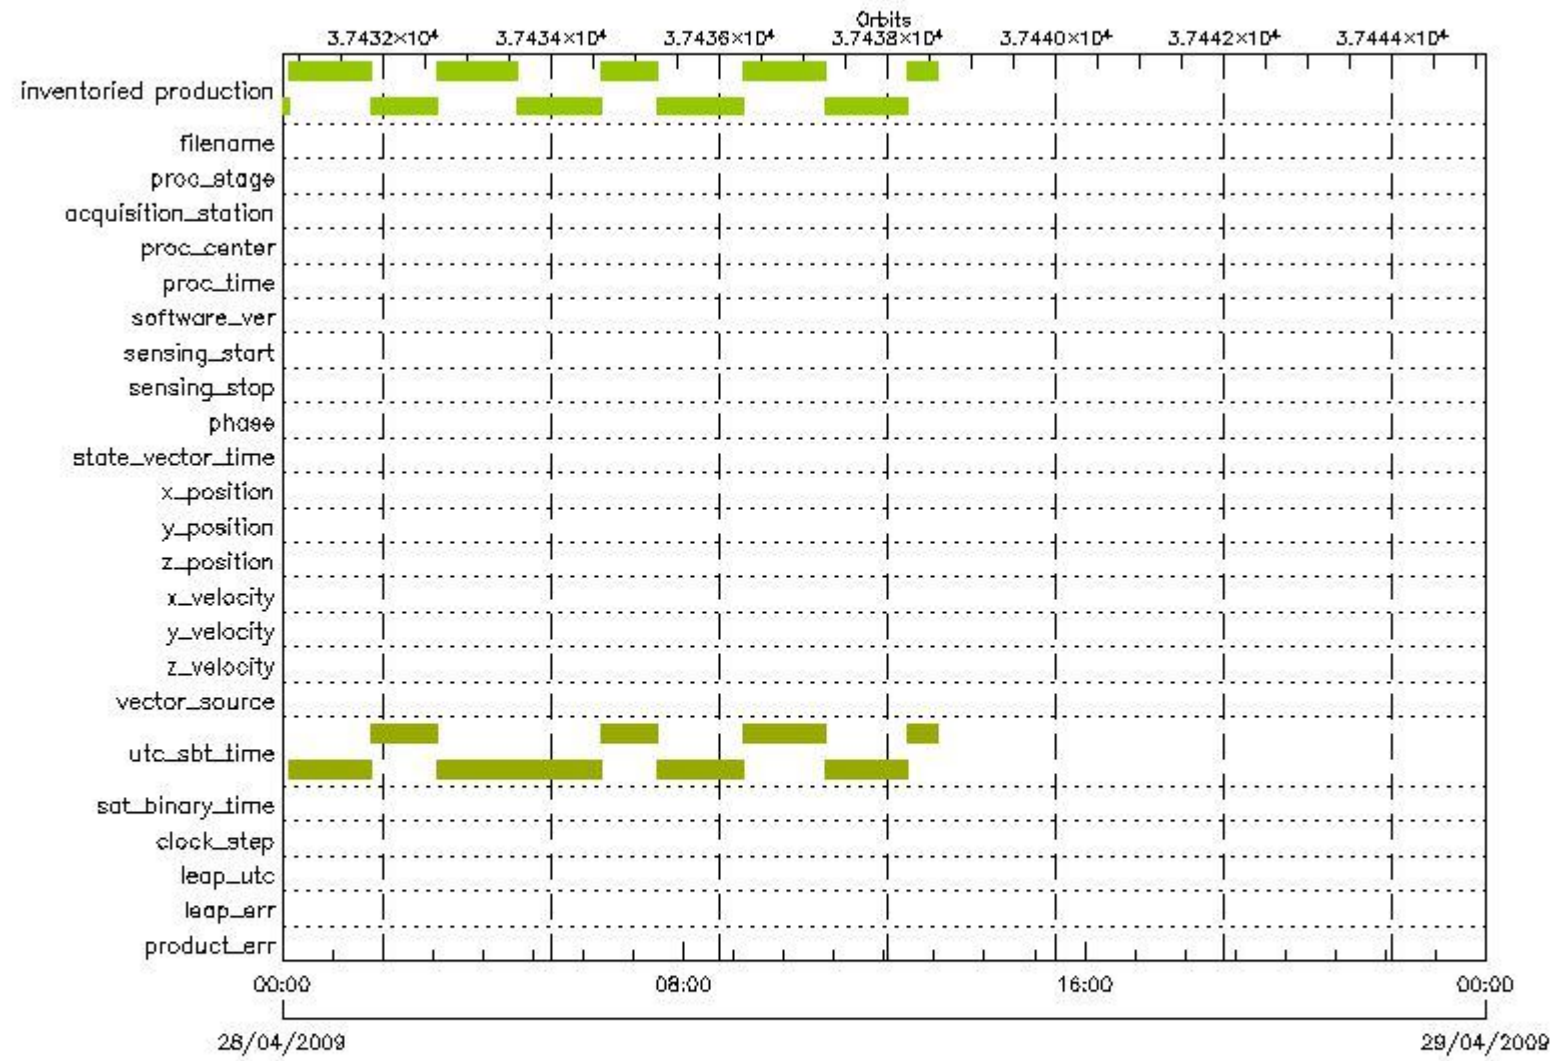 Orbits
3.7432×10⁴ 3.7434×10⁴ 3.7436×10⁴ 3.7438×10⁴ 3.7440×10⁴ 3.7442×10⁴ 3.7444×10⁴
inventoried production
filename
proc_stage
acquisition_station
proc_center
proc_time
software_ver
sensing_start
sensing_stop
phase
state_vector_time
x_position
y_position
z_position
x_velocity
y_velocity
z_velocity
vector_source
utc_sbt_time
sat_binary_time
clock_step
leap_utc
leap_err
product_err
00:00 08:00 16:00 00:00
28/04/2009 29/04/2009